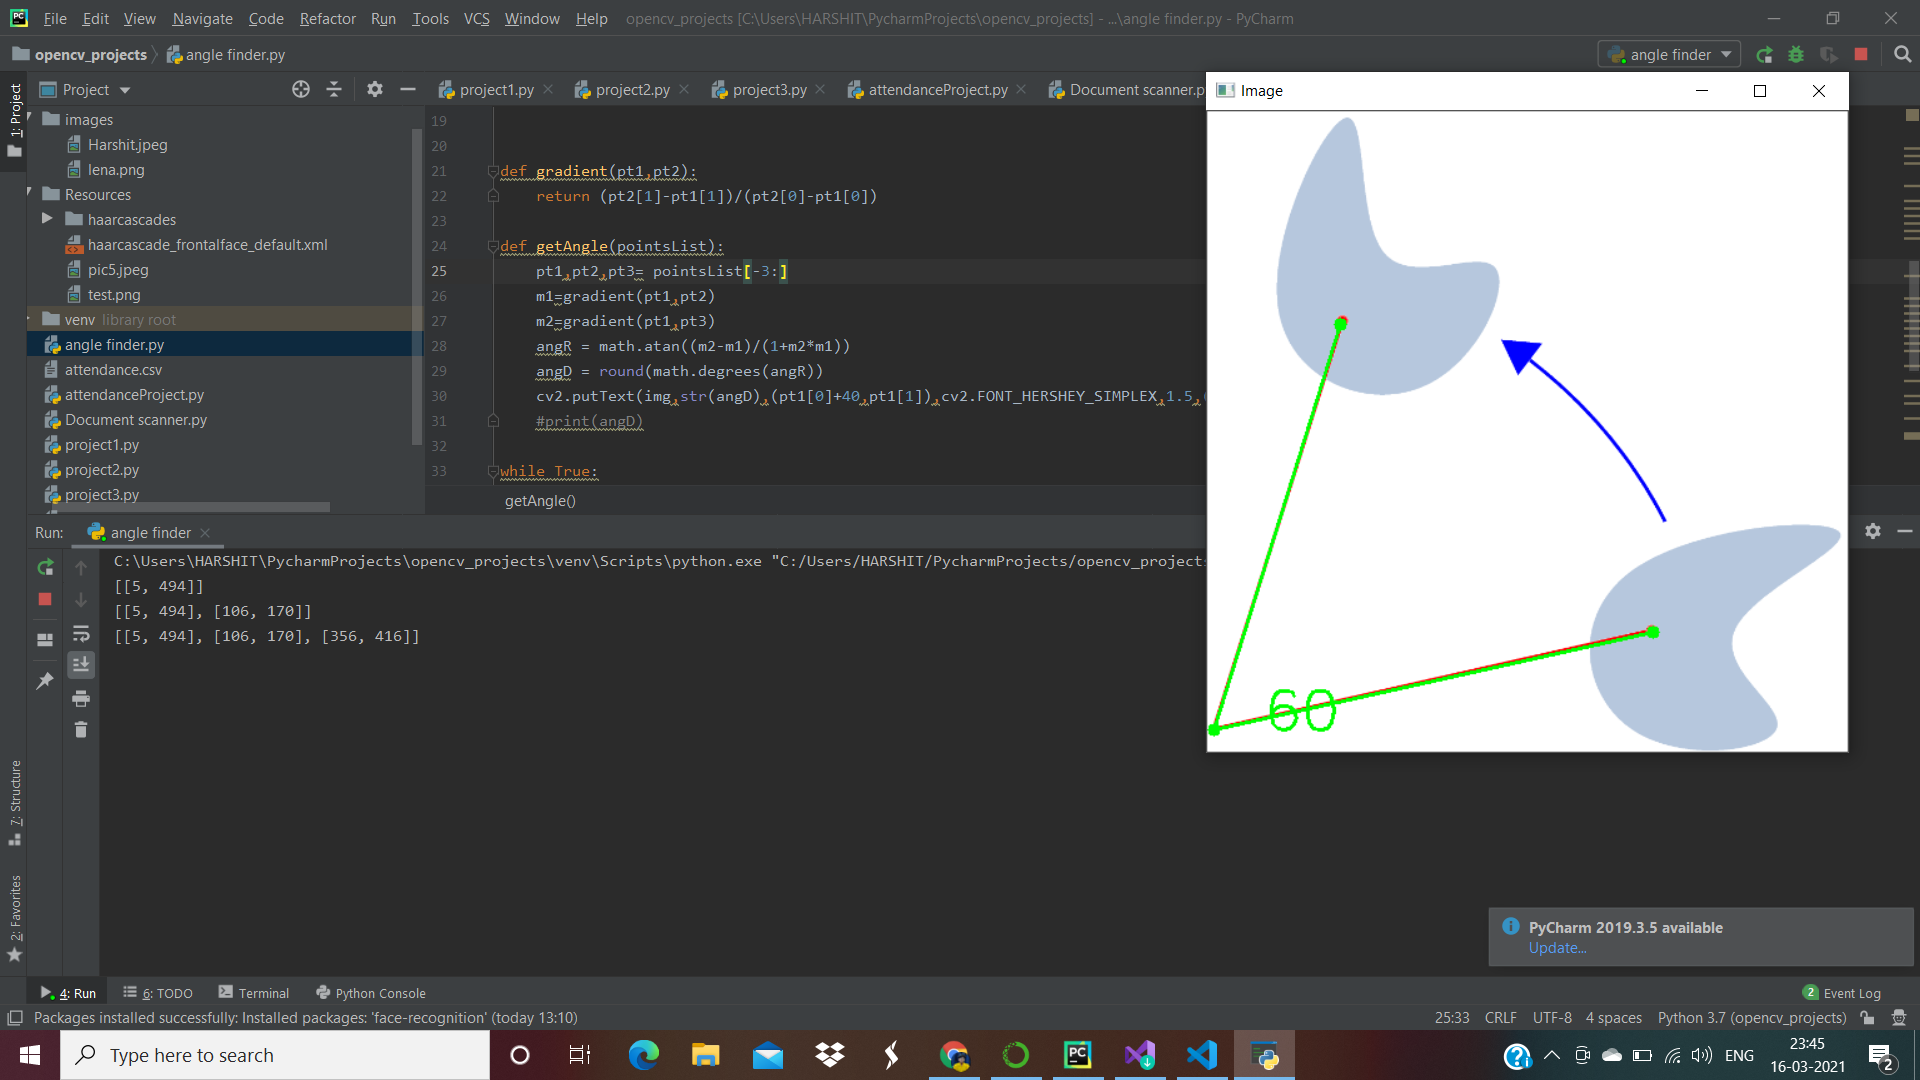 File Edit View Navigate Code Refactor Run Tools VCS Window Help opencv_projects [C:\Users\HARSHIT\PycharmProjects\opencv_projects] - ...\angle finder.py - PyCharm
opencv_projects angle finder.py
angle finder
Project
project1.py project2.py project3.py attendanceProject.py Document scanner.p
1: Project
images
Harshit.jpeg
lena.png
Resources
haarcascades
haarcascade_frontalface_default.xml
pic5.jpeg
test.png
venv library root
angle finder.py
attendance.csv
attendanceProject.py
Document scanner.py
project1.py
project2.py
project3.py
19
20
21 def gradient(pt1,pt2):
22 return (pt2[1]-pt1[1])/(pt2[0]-pt1[0])
23
24 def getAngle(pointsList):
25 pt1,pt2,pt3= pointsList[-3:]
26 m1=gradient(pt1,pt2)
27 m2=gradient(pt1,pt3)
28 angR = math.atan((m2-m1)/(1+m2*m1))
29 angD = round(math.degrees(angR))
30 cv2.putText(img,str(angD),(pt1[0]+40,pt1[1]),cv2.FONT_HERSHEY_SIMPLEX,1.5,
31 #print(angD)
32
33 while True:
getAngle()
Image
60
Run: angle finder
C:\Users\HARSHIT\PycharmProjects\opencv_projects\venv\Scripts\python.exe "C:/Users/HARSHIT/PycharmProjects/opencv_projects
[[5, 494]]
[[5, 494], [106, 170]]
[[5, 494], [106, 170], [356, 416]]
7: Structure
2: Favorites
PyCharm 2019.3.5 available
Update...
4: Run 6: TODO Terminal Python Console
2 Event Log
Packages installed successfully: Installed packages: 'face-recognition' (today 13:10)
25:33 CRLF UTF-8 4 spaces Python 3.7 (opencv_projects)
Type here to search
PC
ENG
23:45
16-03-2021
2